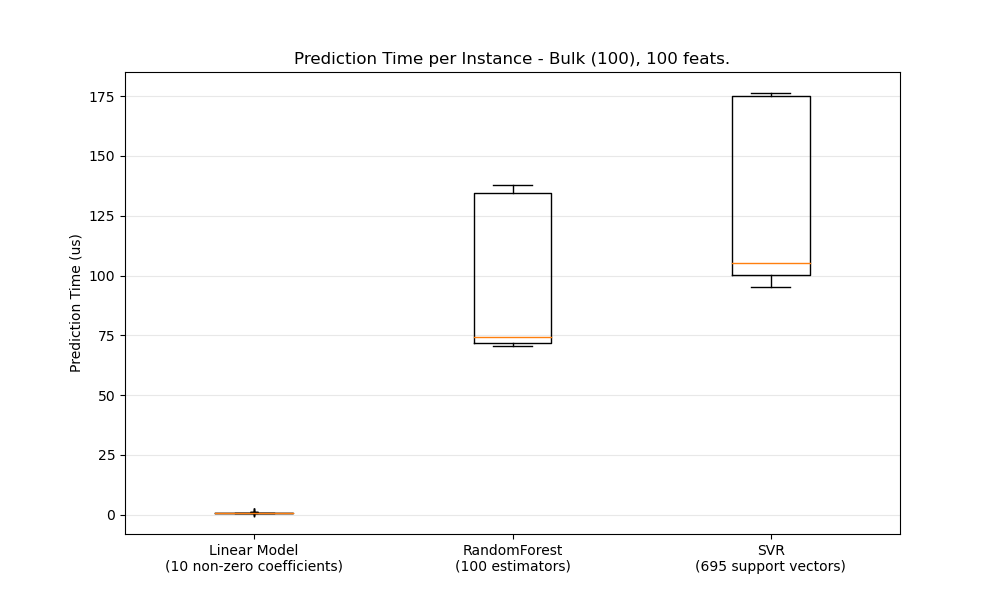 Prediction Time per Instance - Bulk (100), 100 feats.
Prediction Time (us)
175
150
125
100
75
50
25
0
Linear Model
(10 non-zero coefficients)
RandomForest
(100 estimators)
SVR
(695 support vectors)